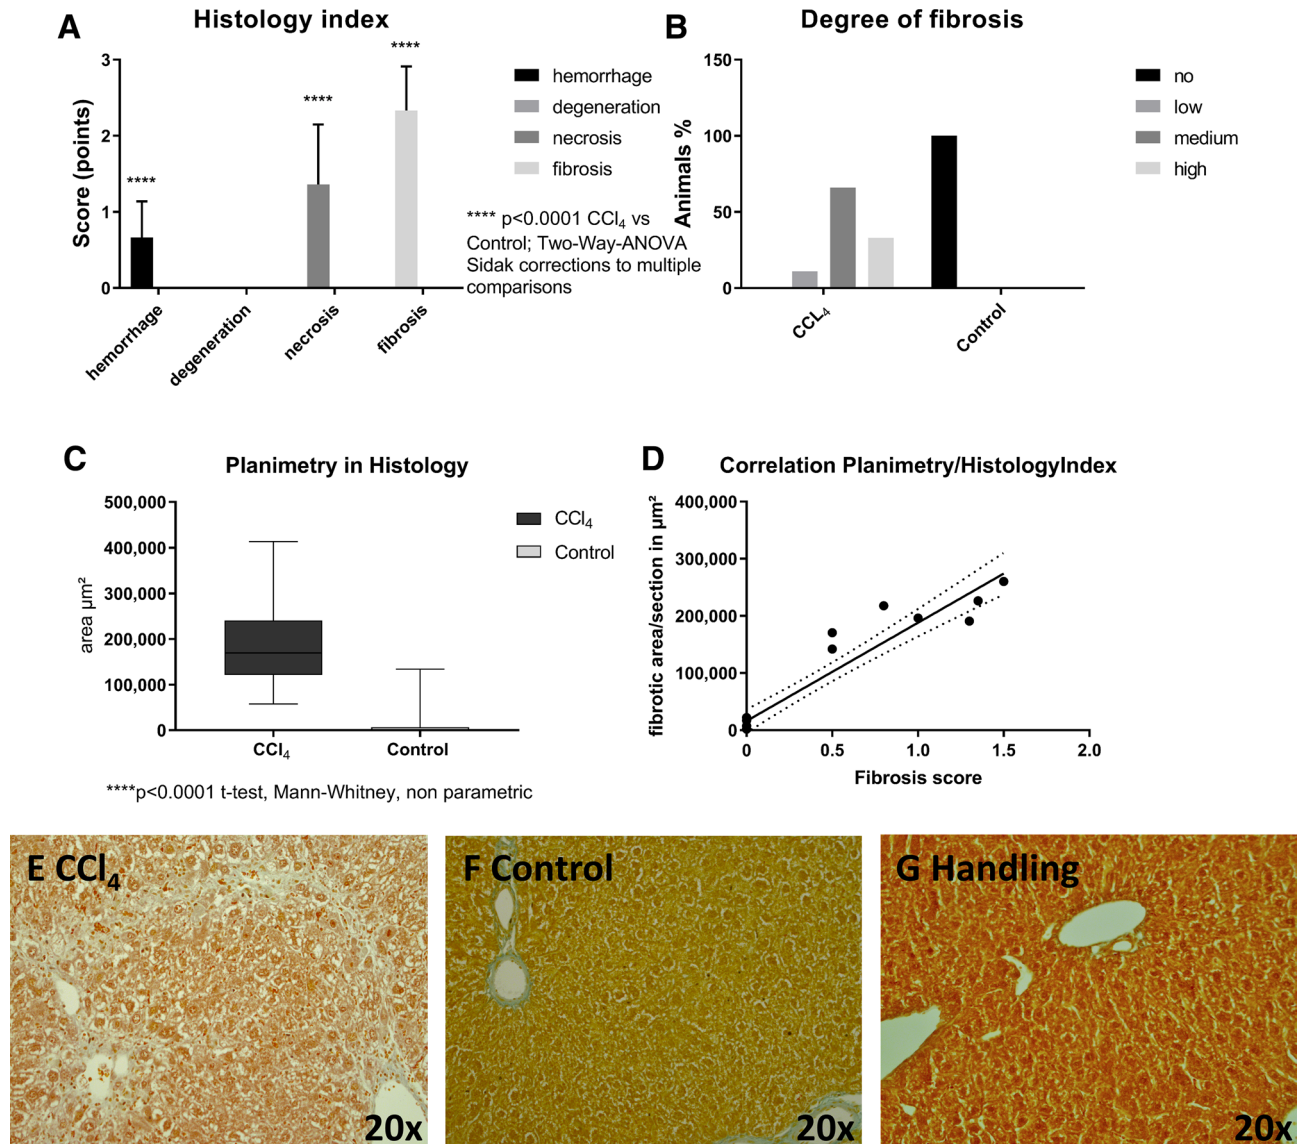 A
Histology index
Score (points)
3
2
1
0
****
****
****
hemorrhage
degeneration
necrosis
fibrosis
hemorrhage
degeneration
necrosis
fibrosis
**** p<0.0001 CCl₄ vs
Control; Two-Way-ANOVA
Sidak corrections to multiple
comparisons
B
Degree of fibrosis
Animals %
150
100
50
0
CCL₄
Control
no
low
medium
high
C
Planimetry in Histology
area µm²
500,000
400,000
300,000
200,000
100,000
0
CCl₄
Control
CCl₄
Control
****p<0.0001 t-test, Mann-Whitney, non parametric
D
Correlation Planimetry/HistologyIndex
fibrotic area/section in µm²
400,000
300,000
200,000
100,000
0
0
0.5
1.0
1.5
2.0
Fibrosis score
E CCl₄
20x
F Control
20x
G Handling
20x